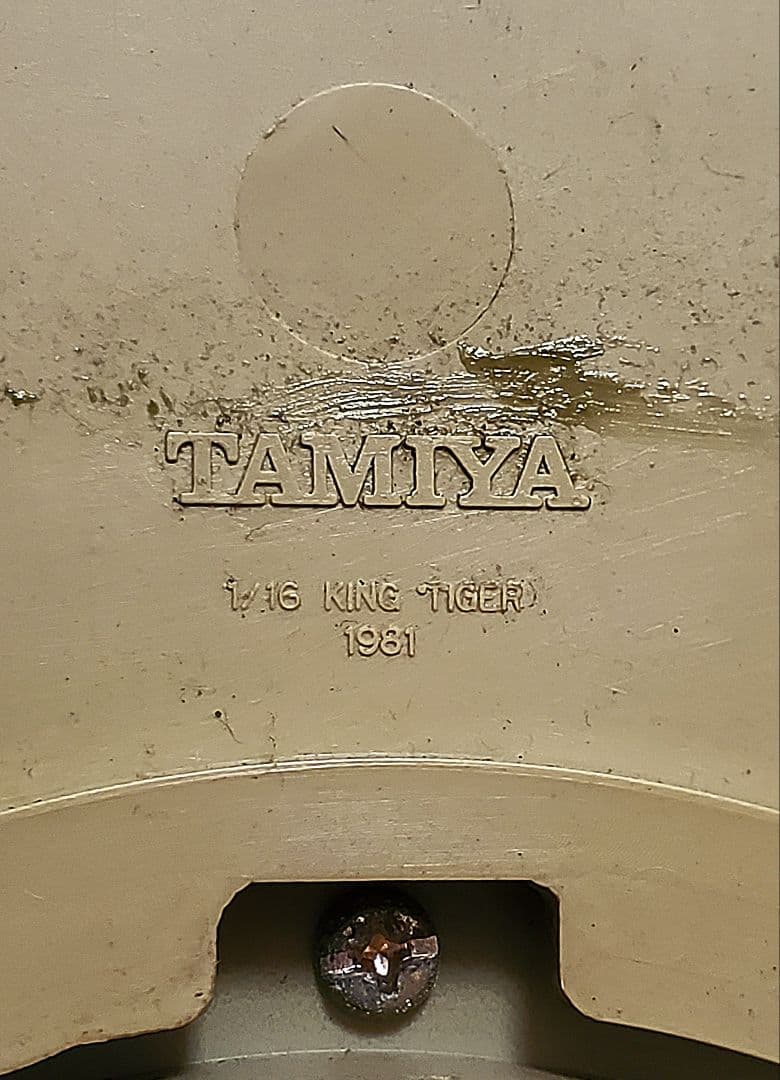 TAMIYA
1/16 KING TIGER
1981